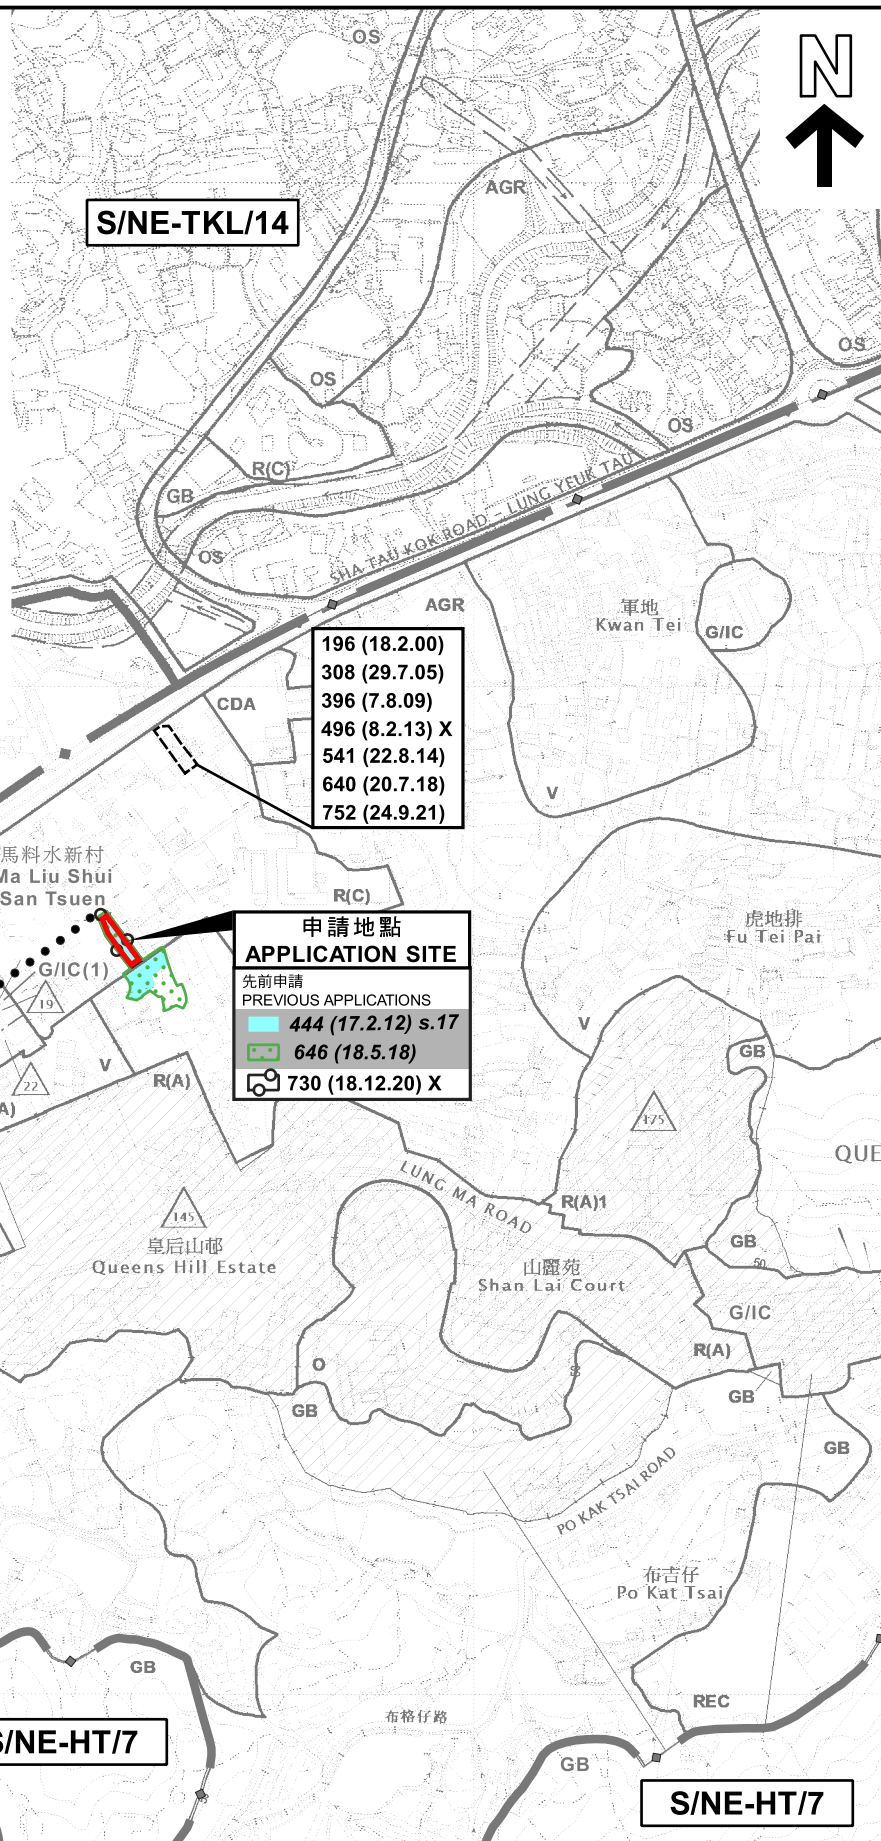 OS
N
AGR
S/NE-TKL/14
OS
OS
OS
R(C)
GB
SHA TAU KOK ROAD - LUNG YEUK TAU
OS
AGR
軍地
Kwan Tei
G/IC
196 (18.2.00)
308 (29.7.05)
396 (7.8.09)
496 (8.2.13) X
541 (22.8.14)
640 (20.7.18)
752 (24.9.21)
CDA
V
馬料水新村
Ma Liu Shui
San Tsuen
R(C)
虎地排
Fu Tei Pai
申請地點
APPLICATION SITE
先前申請
PREVIOUS APPLICATIONS
444 (17.2.12) s.17
646 (18.5.18)
730 (18.12.20) X
G/IC(1)
19
V
GB
V
22
R(A)
A)
175
QUE
LUNG MA ROAD
R(A)1
145
皇后山邨
Queens Hill Estate
GB
50
山麗苑
Shan Lai Court
G/IC
R(A)
O
GB
GB
GB
PO KAK TSAI ROAD
布吉仔
Po Kat Tsai
GB
REC
布格仔路
S/NE-HT/7
GB
S/NE-HT/7